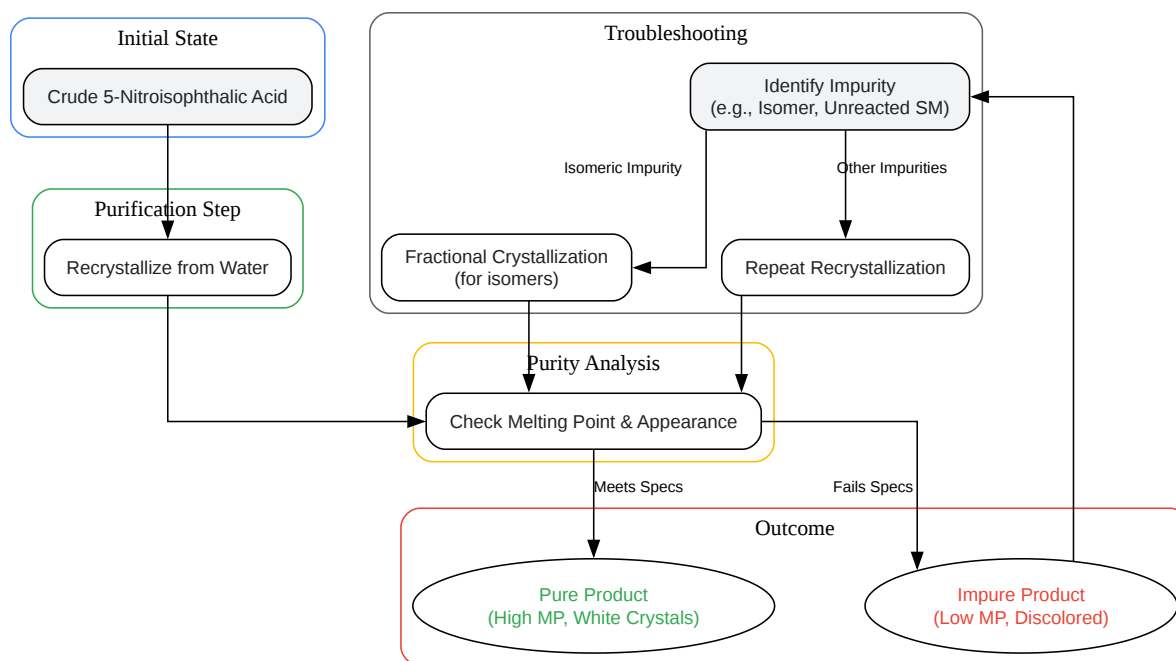 Initial State
Crude 5-Nitroisophthalic Acid
Purification Step
Recrystallize from Water
Troubleshooting
Identify Impurity
(e.g., Isomer, Unreacted SM)
Isomeric Impurity
Other Impurities
Fractional Crystallization
(for isomers)
Repeat Recrystallization
Purity Analysis
Check Melting Point & Appearance
Meets Specs
Fails Specs
Outcome
Pure Product
(High MP, White Crystals)
Impure Product
(Low MP, Discolored)